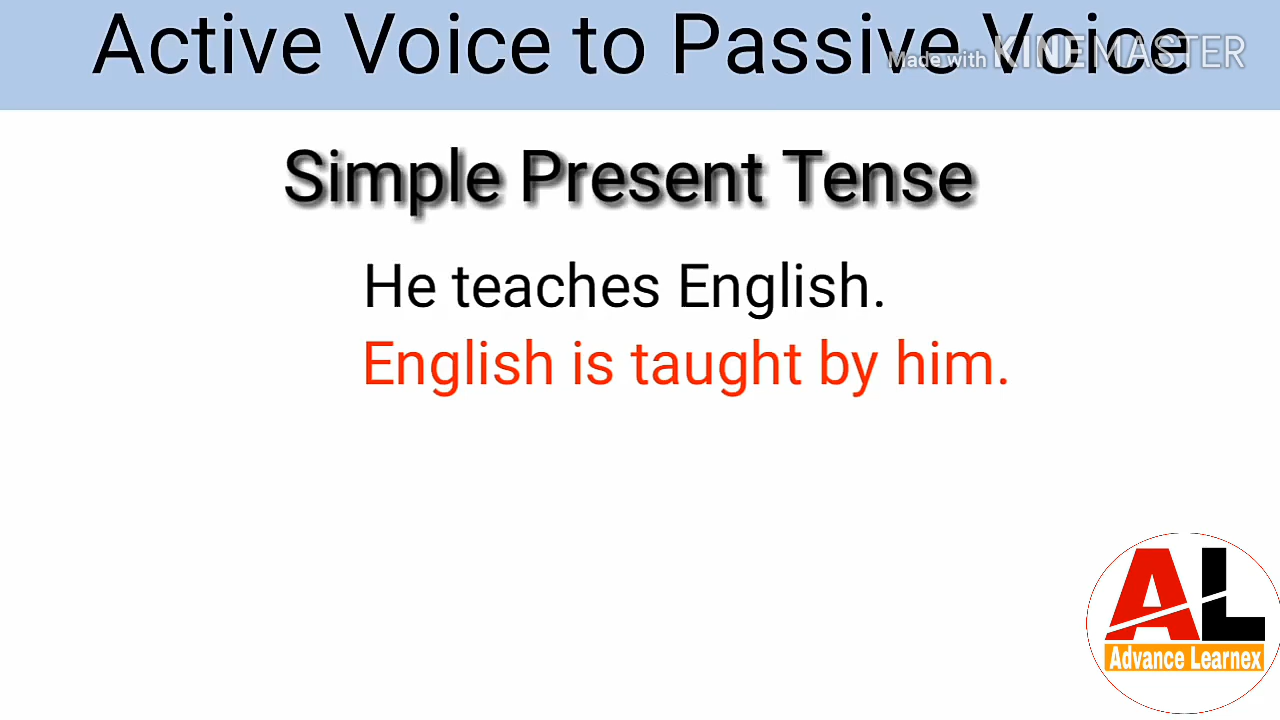 Active Voice to Passive Voice
Made with KINEMASTER
Simple Present Tense
He teaches English.
English is taught by him.
AL
Advance Learnex